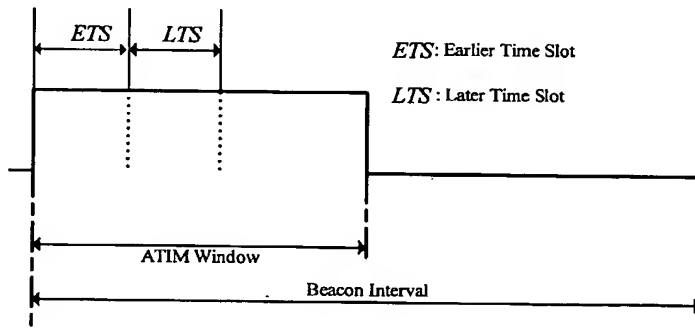 ETS
LTS
ETS: Earlier Time Slot
LTS : Later Time Slot
ATIM Window
Beacon Interval